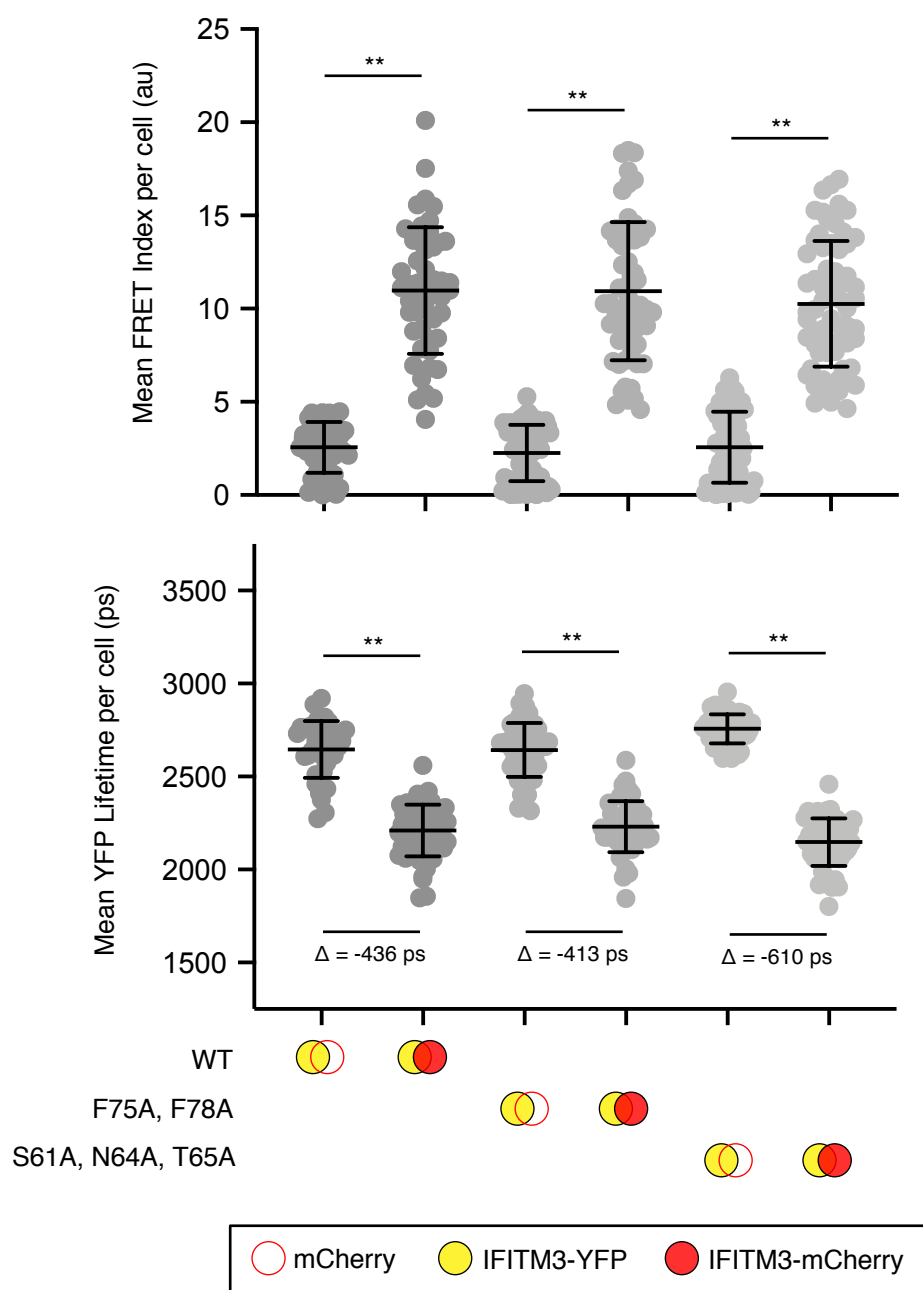 Mean FRET Index per cell (au)
25
20
15
10
5
0
**
**
**
Mean YFP Lifetime per cell (ps)
3500
3000
2500
2000
1500
**
**
**
Δ = -436 ps
Δ = -413 ps
Δ = -610 ps
WT
F75A, F78A
S61A, N64A, T65A
mCherry
IFITM3-YFP
IFITM3-mCherry